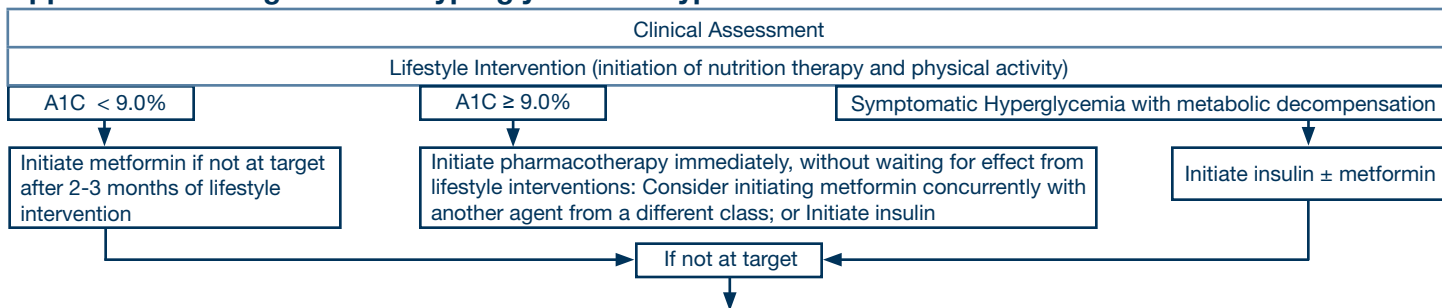 Clinical Assessment
Lifestyle Intervention (initiation of nutrition therapy and physical activity)
A1C < 9.0%
A1C ≥ 9.0%
Symptomatic Hyperglycemia with metabolic decompensation
Initiate metformin if not at target
after 2-3 months of lifestyle
intervention
Initiate pharmacotherapy immediately, without waiting for effect from
lifestyle interventions: Consider initiating metformin concurrently with
another agent from a different class; or Initiate insulin
Initiate insulin ± metformin
If not at target